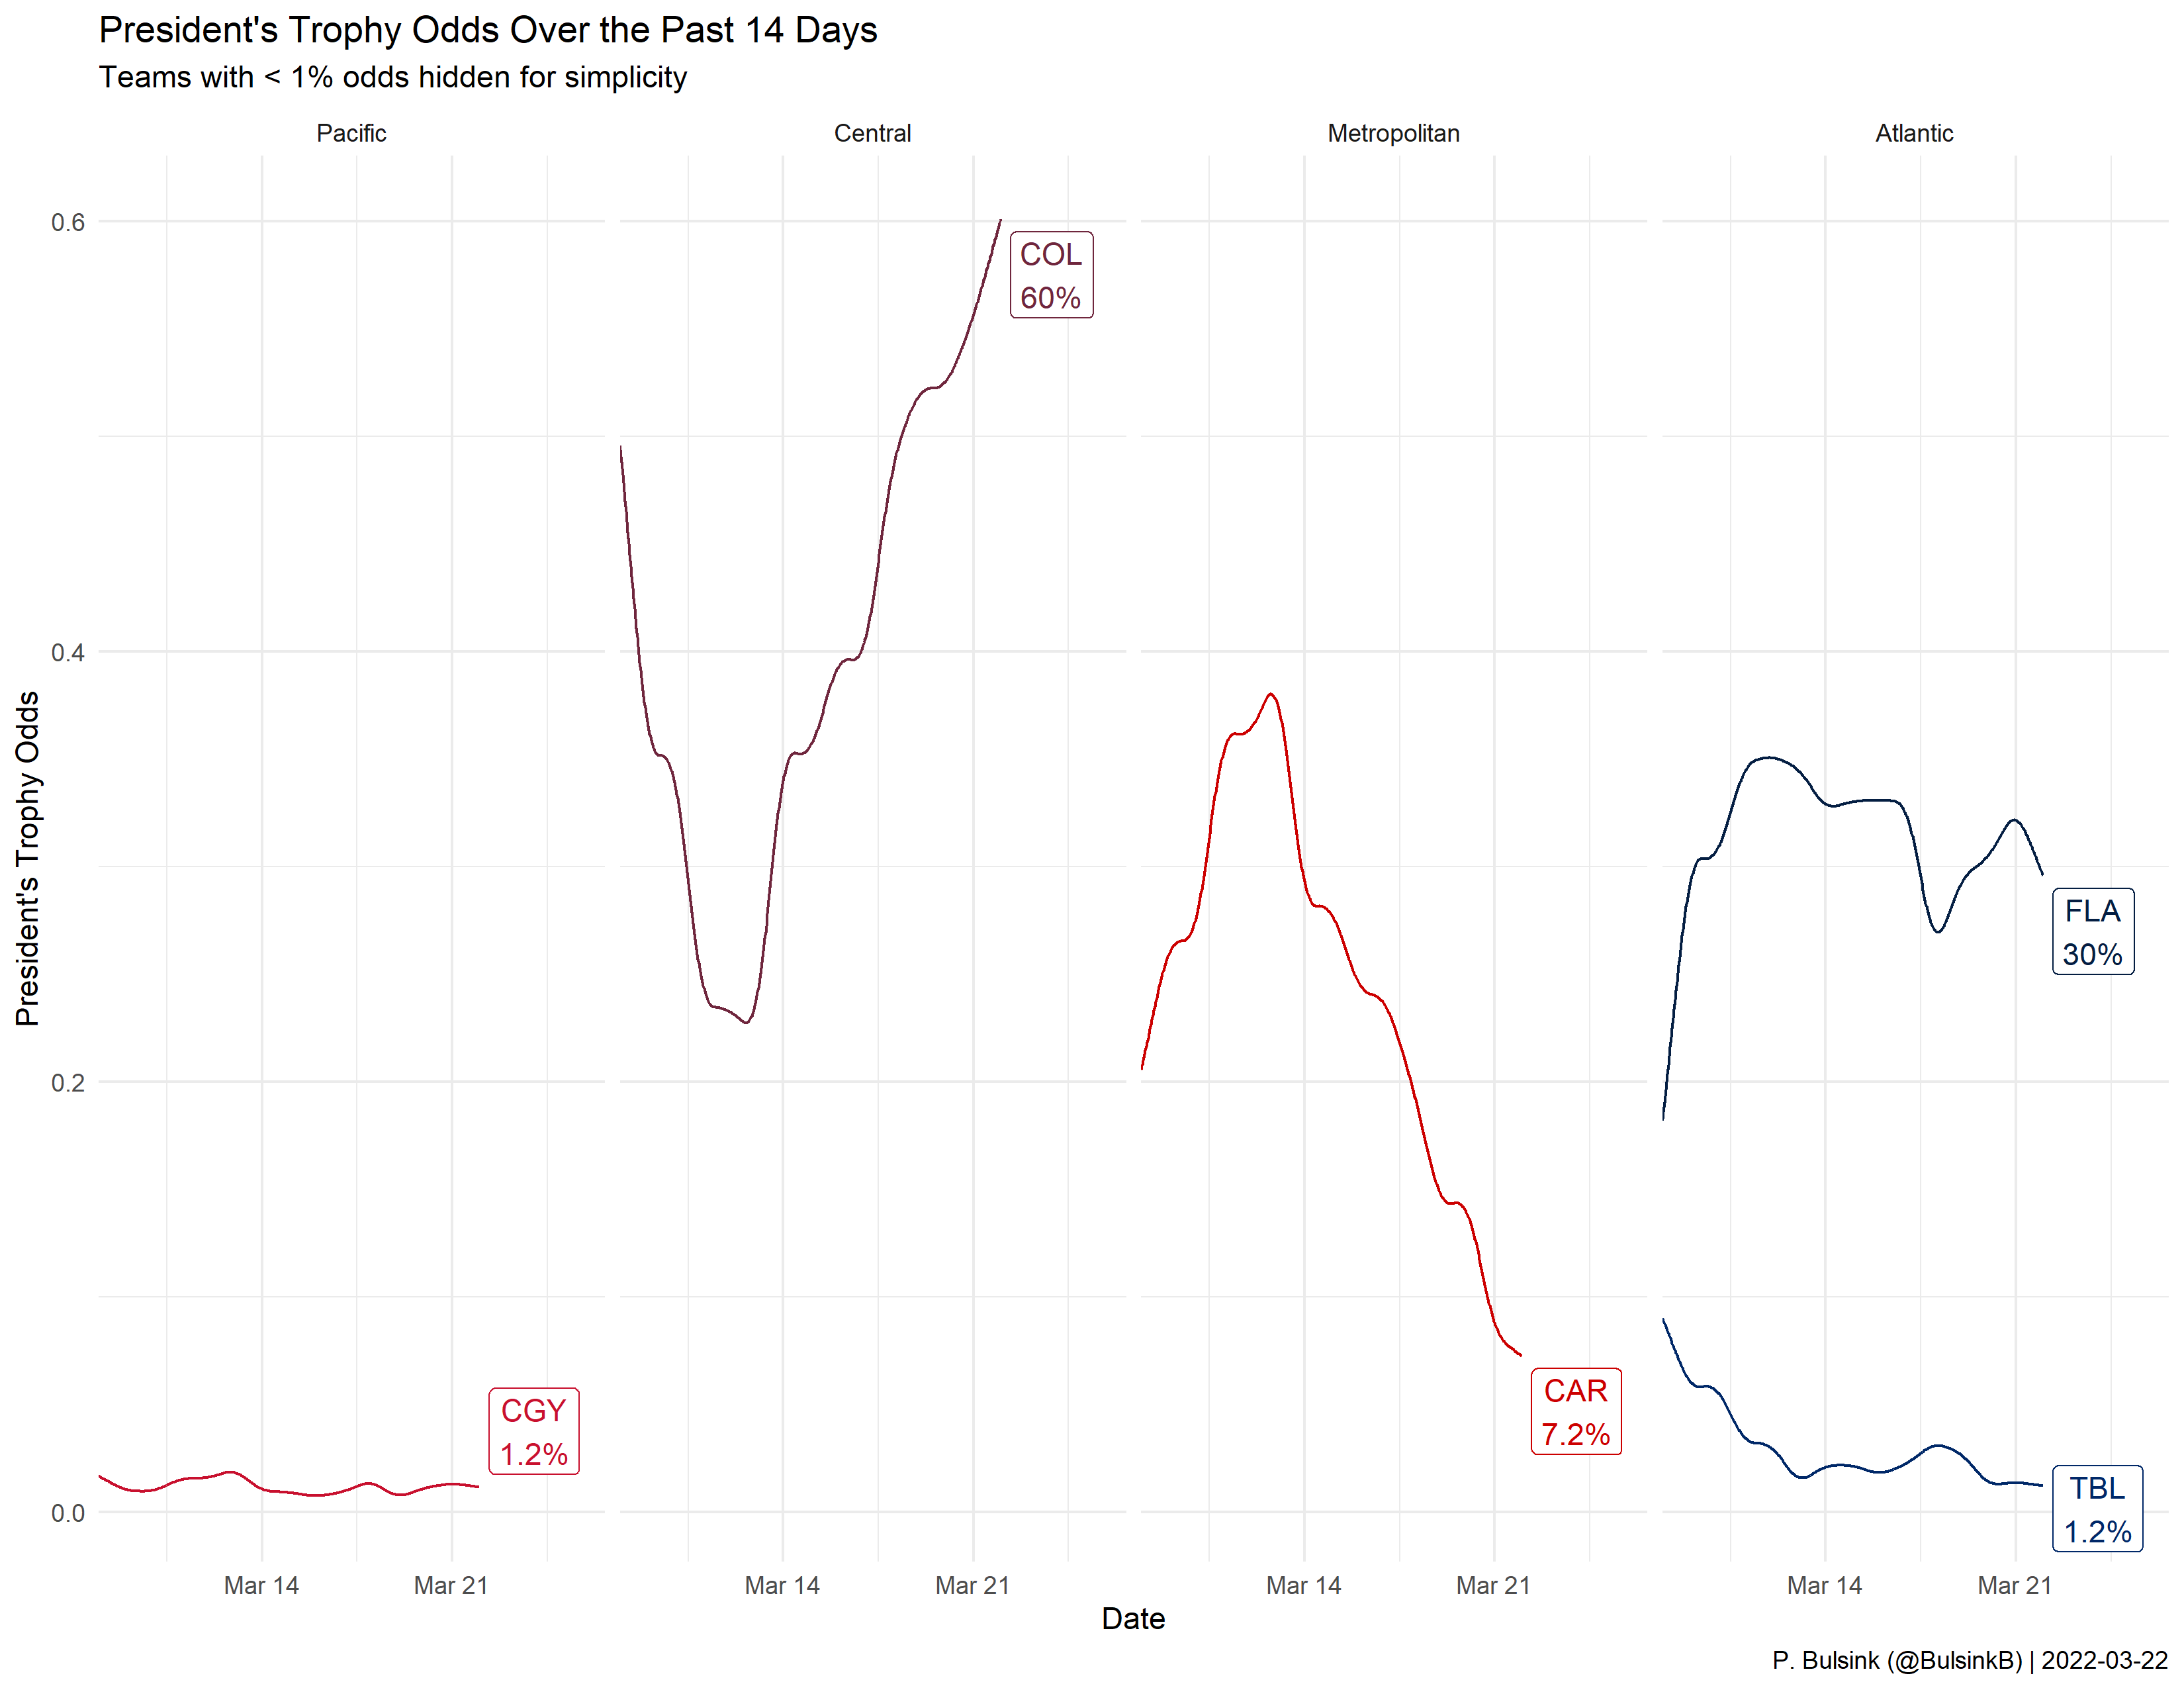 President's Trophy Odds Over the Past 14 Days
Teams with < 1% odds hidden for simplicity
Pacific
Central
Metropolitan
Atlantic
President's Trophy Odds
0.6
0.4
0.2
0.0
COL
60%
FLA
30%
CGY
1.2%
CAR
7.2%
TBL
1.2%
Mar 14
Mar 21
Mar 14
Mar 21
Mar 14
Mar 21
Mar 14
Mar 21
Date
P. Bulsink (@BulsinkB) | 2022-03-22